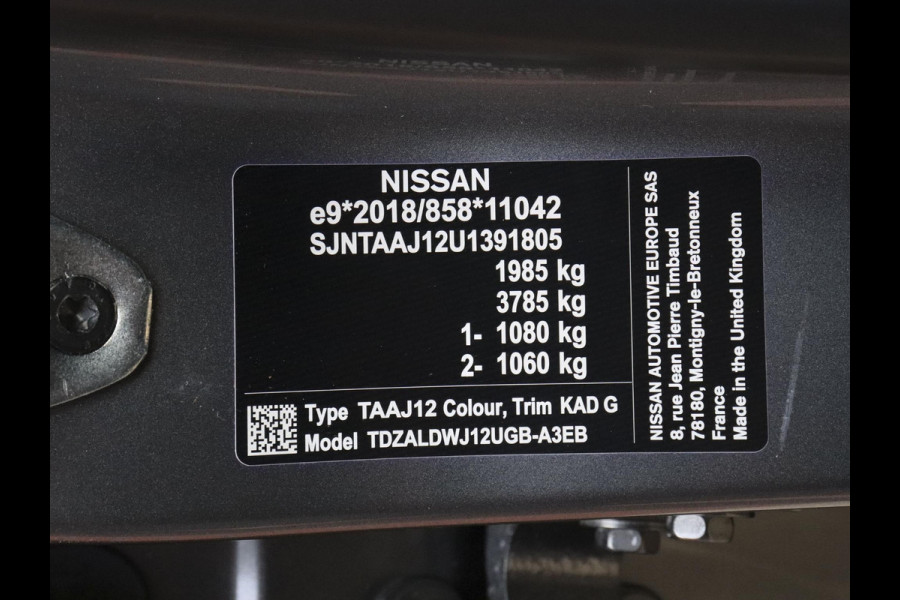 NISSAN
e9*2018/858*11042
SJNTAAJ12U1391805
1985 kg
3785 kg
1- 1080 kg
2- 1060 kg
Type TAAJ12 Colour, Trim KAD G
Model TDZALDWJ12UGB-A3EB
NISSAN AUTOMOTIVE EUROPE SAS
8, rue Jean Pierre Timbaud
78180, Montigny-le-Bretonneux
France
Made in the United Kingdom